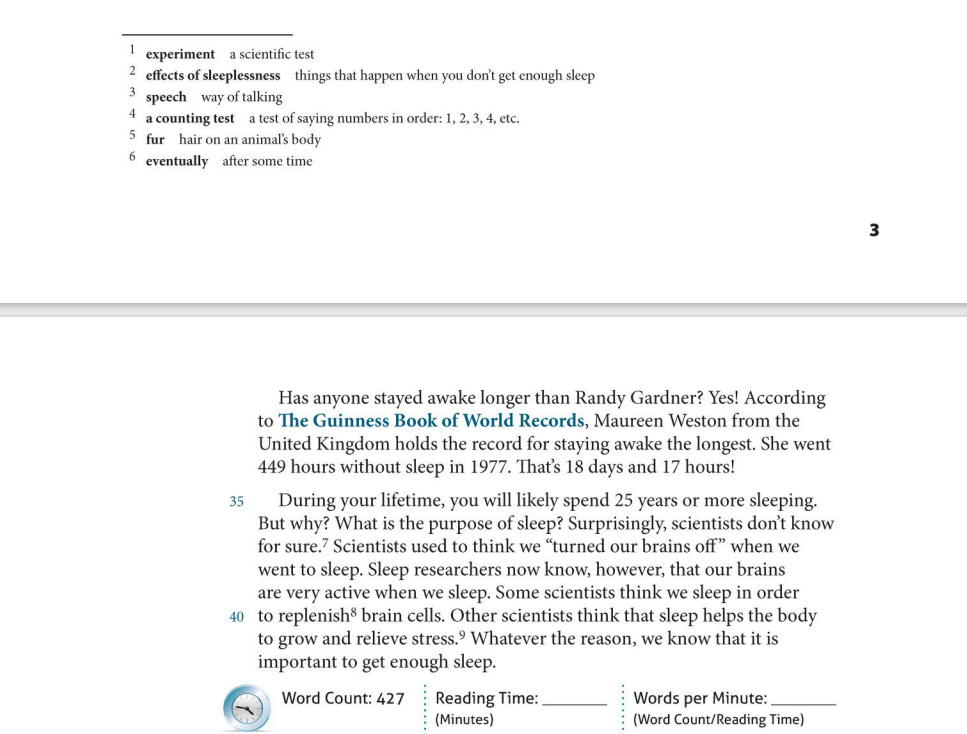 1 experiment a scientific test
2 effects of sleeplessness things that happen when you don't get enough sleep
3 speech way of talking
4 a counting test a test of saying numbers in order: 1, 2, 3, 4, etc.
5 fur hair on an animal's body
6 eventually after some time
3
Has anyone stayed awake longer than Randy Gardner? Yes! According
to The Guinness Book of World Records, Maureen Weston from the
United Kingdom holds the record for staying awake the longest. She went
449 hours without sleep in 1977. That's 18 days and 17 hours!
35 During your lifetime, you will likely spend 25 years or more sleeping.
But why? What is the purpose of sleep? Surprisingly, scientists don't know
for sure.7 Scientists used to think we “turned our brains off” when we
went to sleep. Sleep researchers now know, however, that our brains
are very active when we sleep. Some scientists think we sleep in order
40 to replenish8 brain cells. Other scientists think that sleep helps the body
to grow and relieve stress.9 Whatever the reason, we know that it is
important to get enough sleep.
Word Count: 427 Reading Time: ________ Words per Minute: ________
(Minutes) (Word Count/Reading Time)